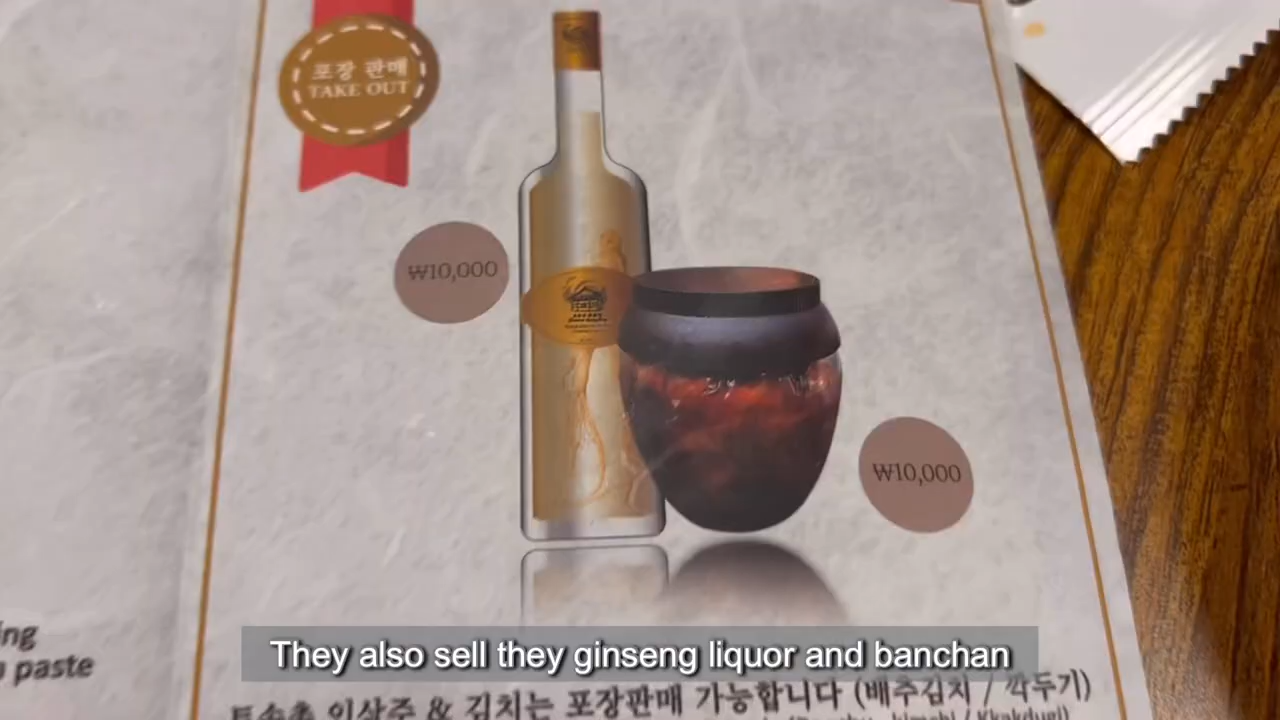 포장 판매
TAKE OUT
₩10,000
₩10,000
ing
paste
They also sell they ginseng liquor and banchan
인삼주 & 김치는 포장판매 가능합니다 (배추김치 / 깍두기)
kimchi / Kkakdugi)